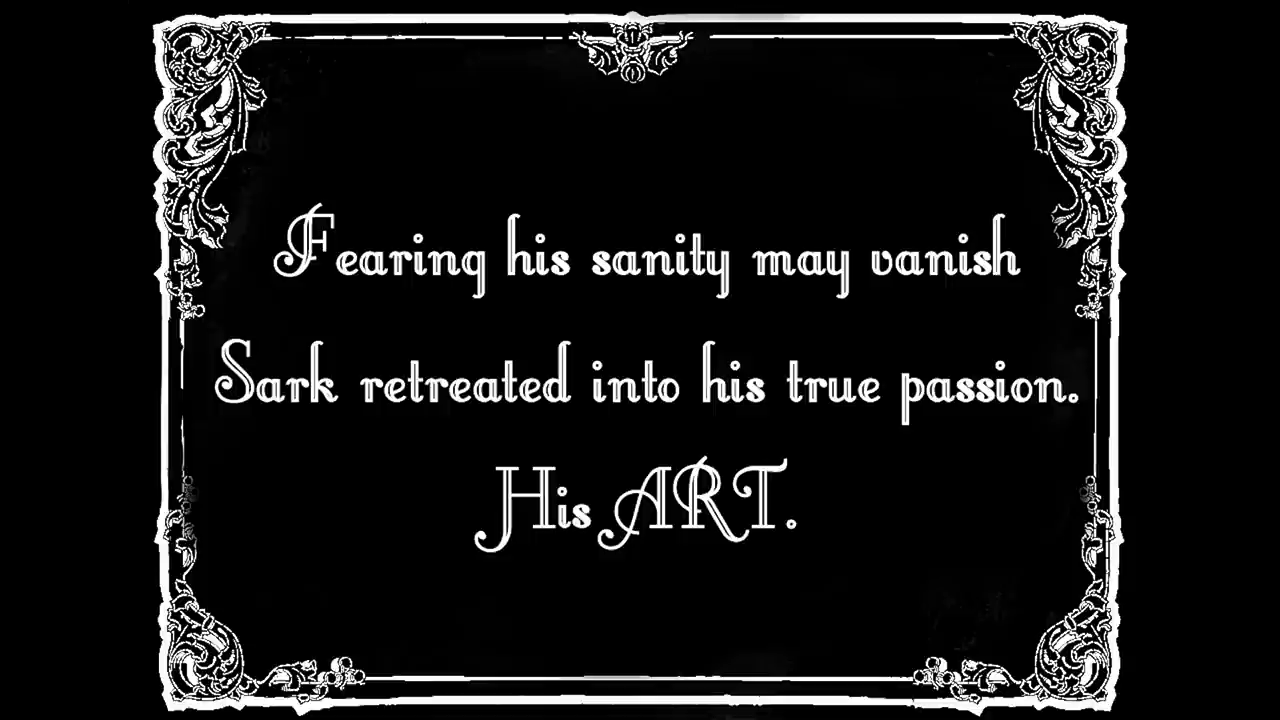 Fearing his sanity may vanish
Sark retreated into his true passion.
His ART.